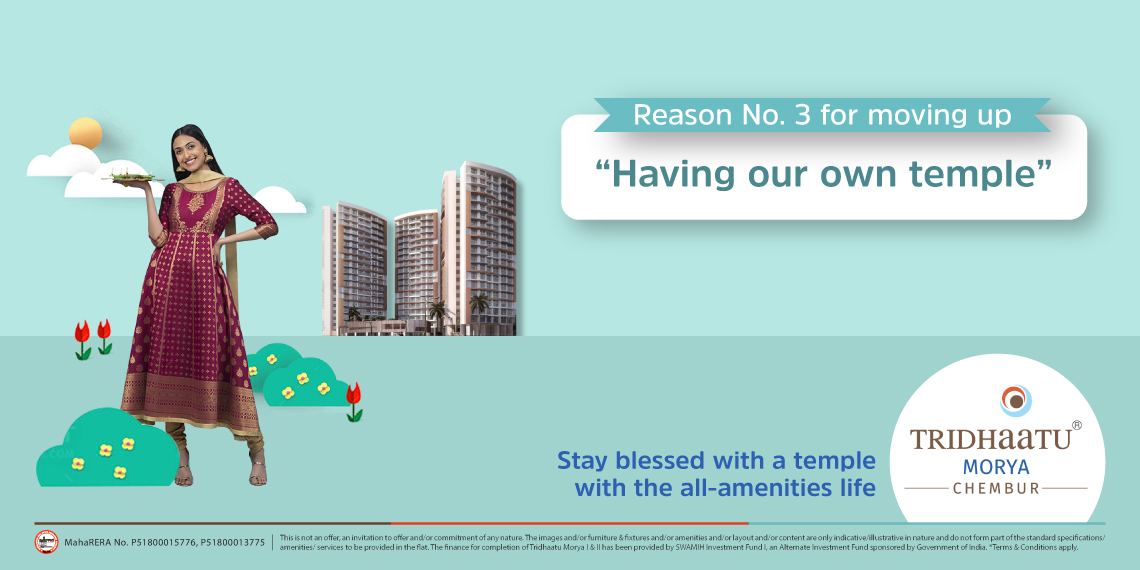 Reason No. 3 for moving up
“Having our own temple”
Stay blessed with a temple
with the all-amenities life
TRIDHaaTU®
MORYA
CHEMBUR
MahaRERA No. P51800015776, P51800013775
This is not an offer, an invitation to offer and/or commitment of any nature. The images and/or furniture & fixtures and/or amenities and/or layout and/or content are only indicative/illustrative in nature and do not form part of the standard specifications/
amenities/ services to be provided in the flat. The finance for completion of Tridhaatu Morya I & II has been provided by SWAMIH Investment Fund I, an Alternate Investment Fund sponsored by Government of India. *Terms & Conditions apply.